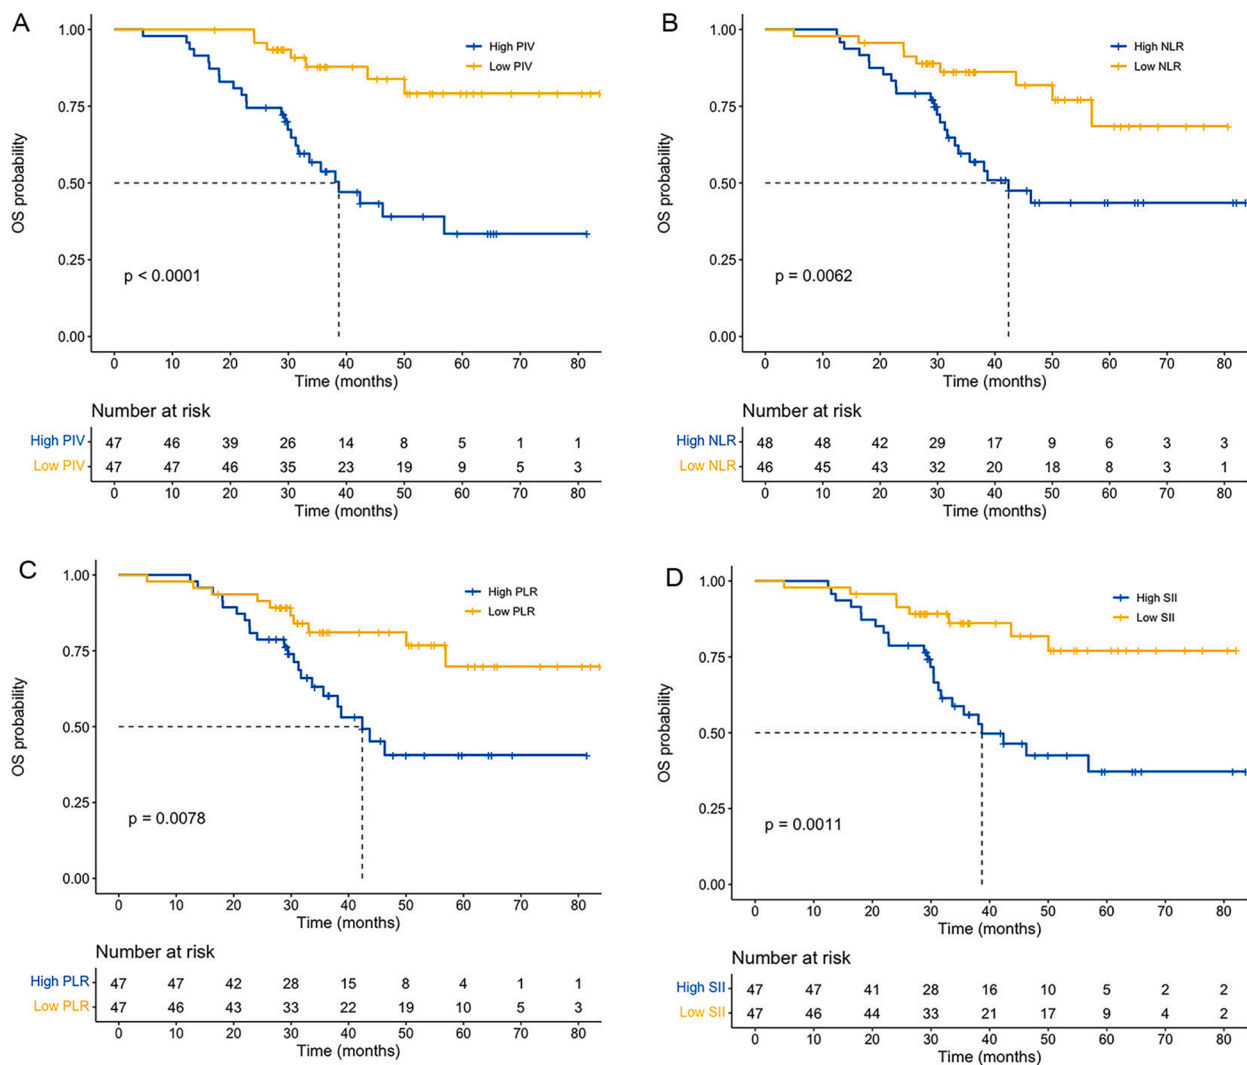 A
1.00
0.75
0.50
0.25
0.00
OS probability
High PIV
Low PIV
p < 0.0001
0 10 20 30 40 50 60 70 80
Time (months)
Number at risk
High PIV 47 46 39 26 14 8 5 1 1
Low PIV 47 47 46 35 23 19 9 5 3
0 10 20 30 40 50 60 70 80
Time (months)
B
1.00
0.75
0.50
0.25
0.00
OS probability
High NLR
Low NLR
p = 0.0062
0 10 20 30 40 50 60 70 80
Time (months)
Number at risk
High NLR 48 48 42 29 17 9 6 3 3
Low NLR 46 45 43 32 20 18 8 3 1
0 10 20 30 40 50 60 70 80
Time (months)
C
1.00
0.75
0.50
0.25
0.00
OS probability
High PLR
Low PLR
p = 0.0078
0 10 20 30 40 50 60 70 80
Time (months)
Number at risk
High PLR 47 47 42 28 15 8 4 1 1
Low PLR 47 46 43 33 22 19 10 5 3
0 10 20 30 40 50 60 70 80
Time (months)
D
1.00
0.75
0.50
0.25
0.00
OS probability
High SII
Low SII
p = 0.0011
0 10 20 30 40 50 60 70 80
Time (months)
Number at risk
High SII 47 47 41 28 16 10 5 2 2
Low SII 47 46 44 33 21 17 9 4 2
0 10 20 30 40 50 60 70 80
Time (months)